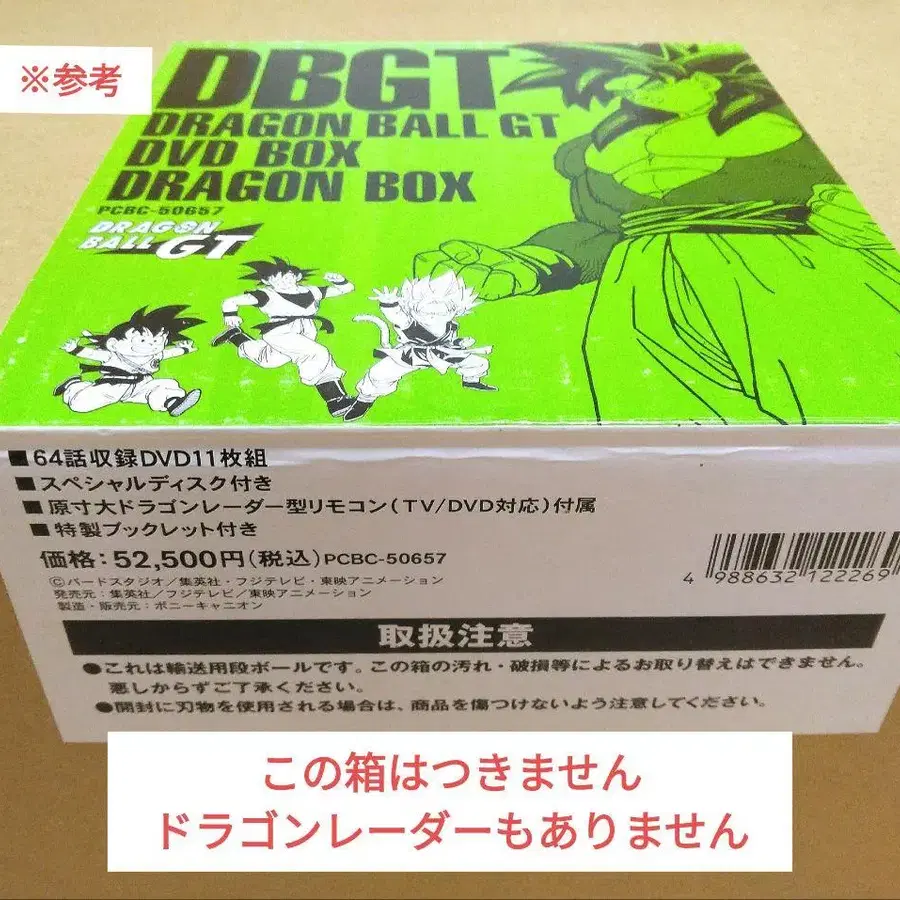 ※参考
DBGT
DRAGON BALL GT
DVD BOX
DRAGON BOX
PCBC-50657
DRAGON
BALL GT
■64話収録DVD11枚組
■スペシャルディスク付き
■原寸大ドラゴンレーダー型リモコン(TV/DVD対応)付属
■特製ブックレット付き
価格:52,500円(税込)PCBC-50657
Ⓒバードスタジオ/集英社・フジテレビ・東映アニメーション
発売元:集英社/フジテレビ/東映アニメーション
製造・販売元:ポニーキャニオン
4 988632 122269
取扱注意
●これは輸送用段ボールです。この箱の汚れ・破損等によるお取り替えはできません。
悪しからずご了承ください。
●開封に刃物を使用される場合は、商品を傷つけないよう注意してください。
この箱はつきません
ドラゴンレーダーもありません